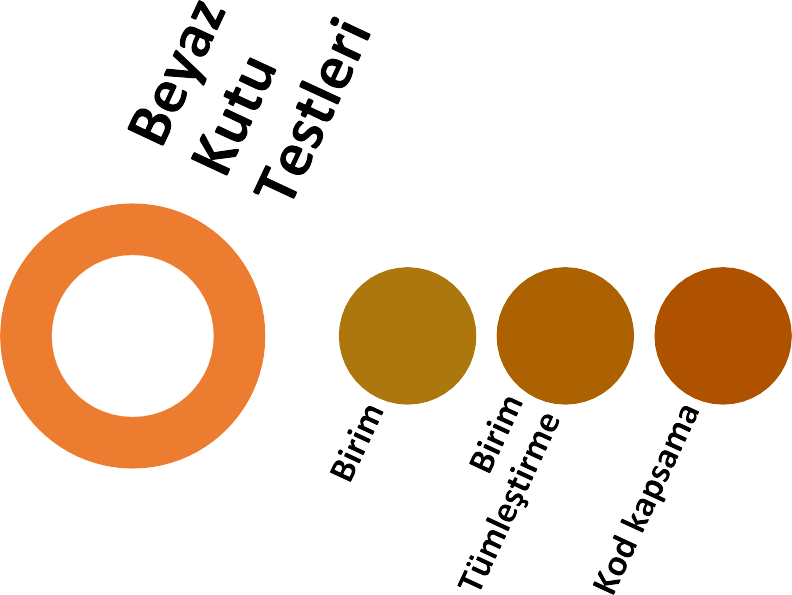 Beyaz
Kutu
Testleri
Birim
Birim
Tümleştirme
Kod kapsama